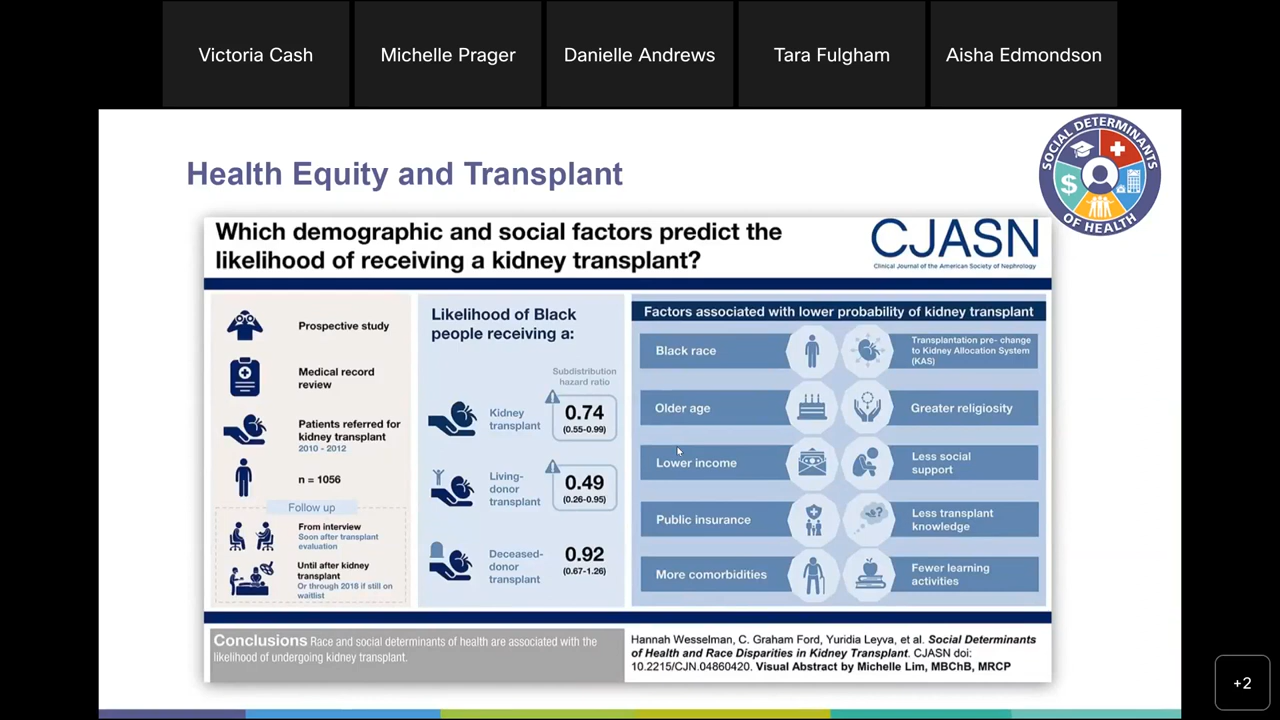 Victoria Cash
Michelle Prager
Danielle Andrews
Tara Fulgham
Aisha Edmondson
Health Equity and Transplant
SOCIAL DETERMINANTS
OF HEALTH
$
Which demographic and social factors predict the
likelihood of receiving a kidney transplant?
CJASN
Clinical Journal of the American Society of Nephrology
Prospective study
Medical record
review
Patients referred for
kidney transplant
2010 - 2012
n = 1056
Follow up
From interview
Soon after transplant
evaluation
Until after kidney
transplant
Or through 2018 if still on
waitlist
Likelihood of Black
people receiving a:
Subdistribution
hazard ratio
Kidney
transplant
0.74
(0.55-0.99)
Living-
donor
transplant
0.49
(0.26-0.95)
Deceased-
donor
transplant
0.92
(0.67-1.26)
Factors associated with lower probability of kidney transplant
Black race
Transplantation pre- change
to Kidney Allocation System
(KAS)
Older age
Greater religiosity
Lower income
Less social
support
Public insurance
?
Less transplant
knowledge
More comorbidities
Fewer learning
activities
Conclusions Race and social determinants of health are associated with the
likelihood of undergoing kidney transplant.
Hannah Wesselman, C. Graham Ford, Yuridia Leyva, et al. Social Determinants
of Health and Race Disparities in Kidney Transplant. CJASN doi:
10.2215/CJN.04860420. Visual Abstract by Michelle Lim, MBChB, MRCP
+2